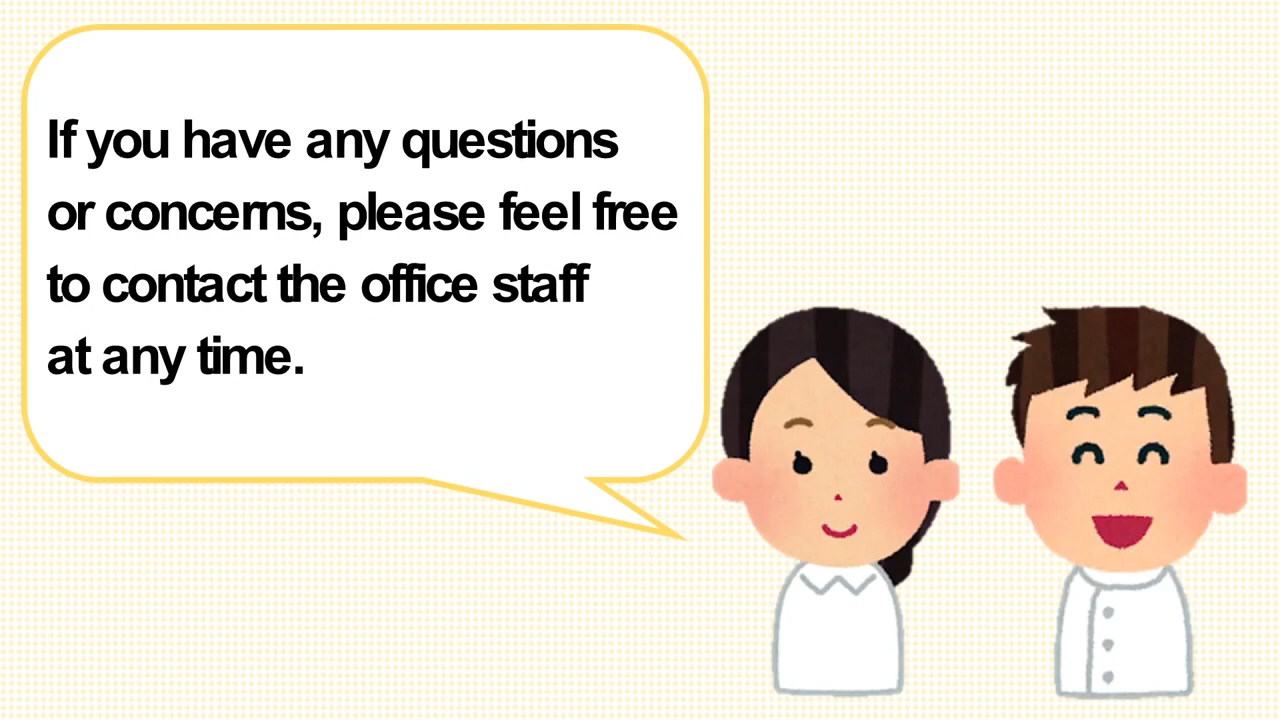 If you have any questions
or concerns, please feel free
to contact the office staff
at any time.